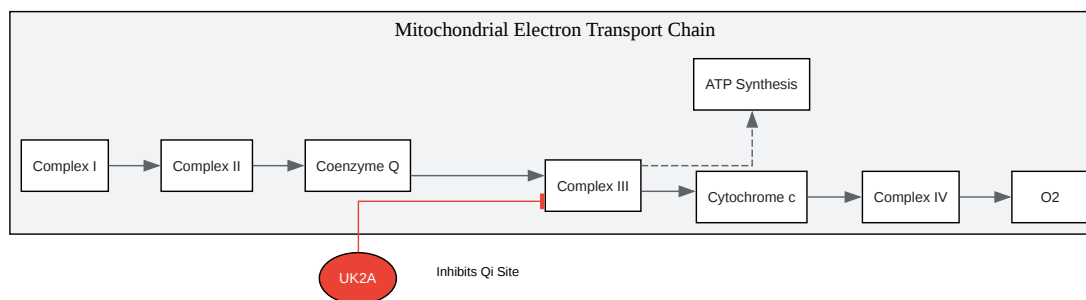 Mitochondrial Electron Transport Chain
ATP Synthesis
Complex I
Complex II
Coenzyme Q
Complex III
Cytochrome c
Complex IV
O2
UK2A
Inhibits Qi Site